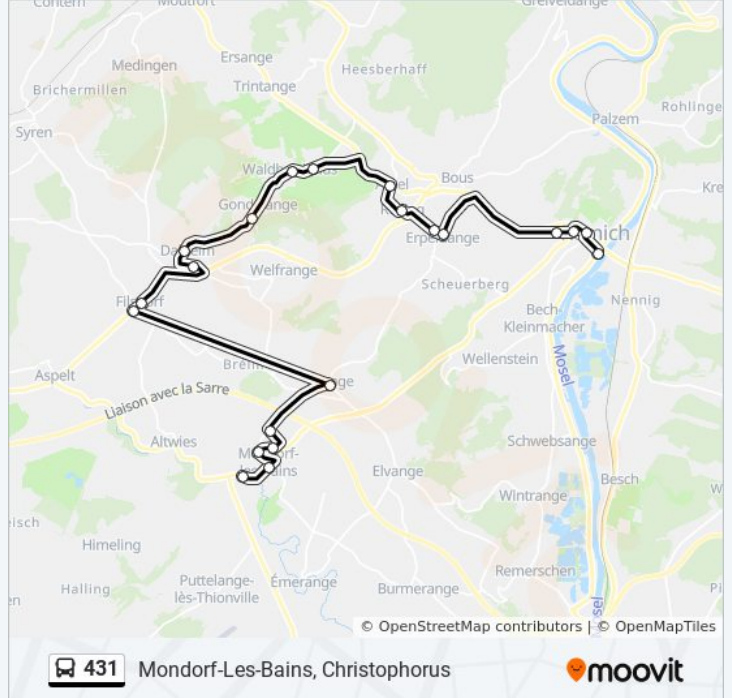 Contern
Moutfort
Greiveldange
Ersange
Medingen
Heesberhaff
Trintange
Brichermillen
Rohlinge
Palzem
Syren
Bous
Kre
Erpeldange
Welfrange
Scheuerberg
Nennig
Bech-
Kleinmacher
Mosel
Wellenstein
Aspelt
Liaison avec la Sarre
Altwies
Schwebsange
Elvange
Besch
Wintrange
Himeling
Remerschen
Halling
Puttelange-
lès-Thionville
Émerange
Burmerange
© OpenStreetMap contributors | © OpenMapTiles
431 Mondorf-Les-Bains, Christophorus
moovit